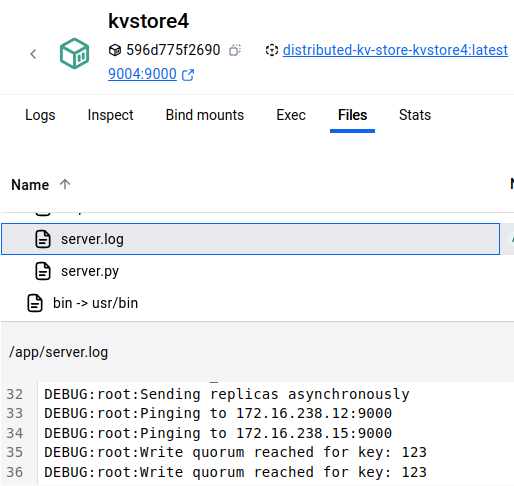 kvstore4
596d775f2690 distributed-kv-store-kvstore4:latest
9004:9000
Logs Inspect Bind mounts Exec Files Stats
Name
server.log
server.py
bin -> usr/bin
/app/server.log
32 DEBUG:root:Sending replicas asynchronously
33 DEBUG:root:Pinging to 172.16.238.12:9000
34 DEBUG:root:Pinging to 172.16.238.15:9000
35 DEBUG:root:Write quorum reached for key: 123
36 DEBUG:root:Write quorum reached for key: 123